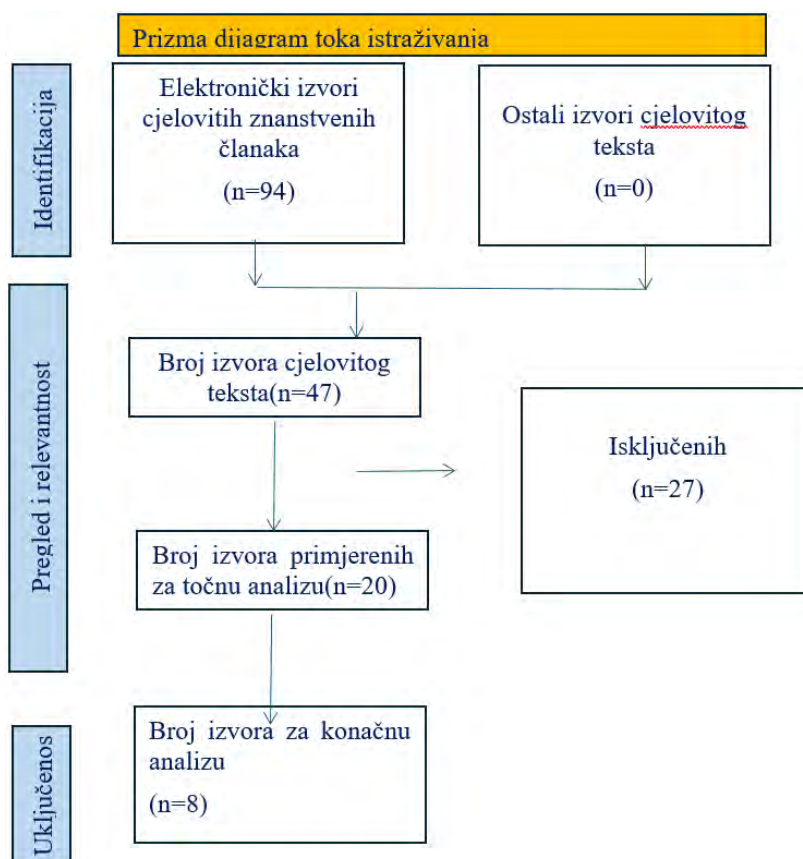 Prizma dijagram toka istraživanja
Identifikacija
Elektronički izvori
cjelovitih znanstvenih
članaka
(n=94)
Ostali izvori cjelovitog
teksta
(n=0)
Pregled i relevantnost
Broj izvora cjelovitog
teksta(n=47)
Isključenih
(n=27)
Broj izvora primjerenih
za točnu analizu(n=20)
Uključenos
Broj izvora za konačnu
analizu
(n=8)